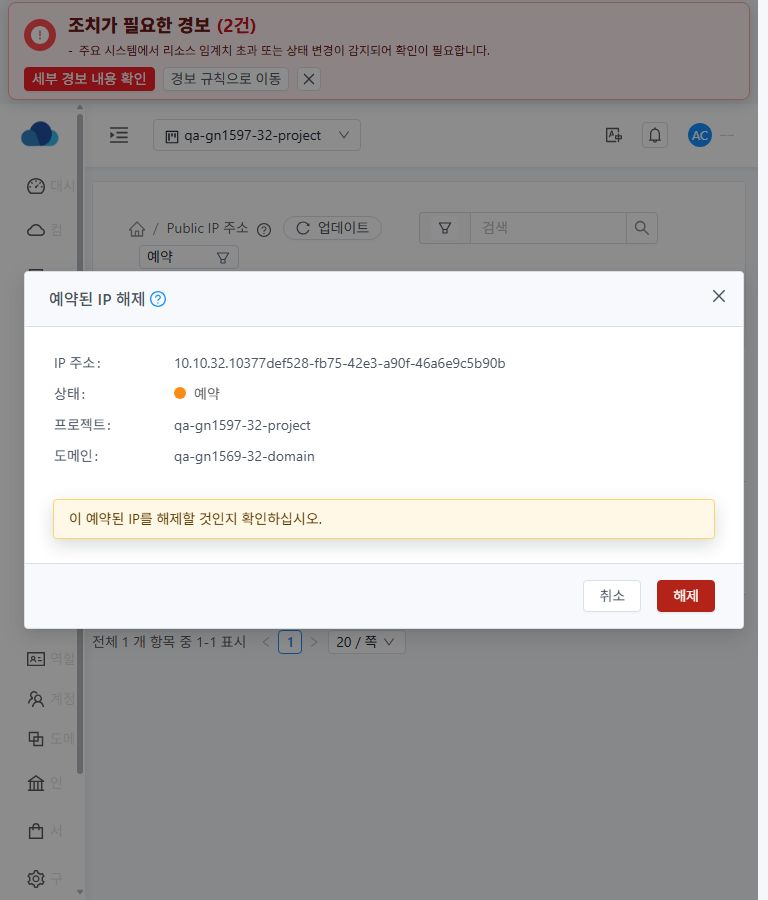 조치가 필요한 경보 (2건)
- 주요 시스템에서 리소스 임계치 초과 또는 상태 변경이 감지되어 확인이 필요합니다.
세부 경보 내용 확인
경보 규칙으로 이동
qa-gn1597-32-project
AC
대시
컴
/ Public IP 주소
업데이트
검색
예약
예약된 IP 해제
IP 주소:
10.10.32.10377def528-fb75-42e3-a90f-46a6e9c5b90b
상태:
예약
프로젝트:
qa-gn1597-32-project
도메인:
qa-gn1569-32-domain
이 예약된 IP를 해제할 것인지 확인하십시오.
취소
해제
전체 1 개 항목 중 1-1 표시
< 1 >
20 / 쪽
역할
계정
도메
인
서
구